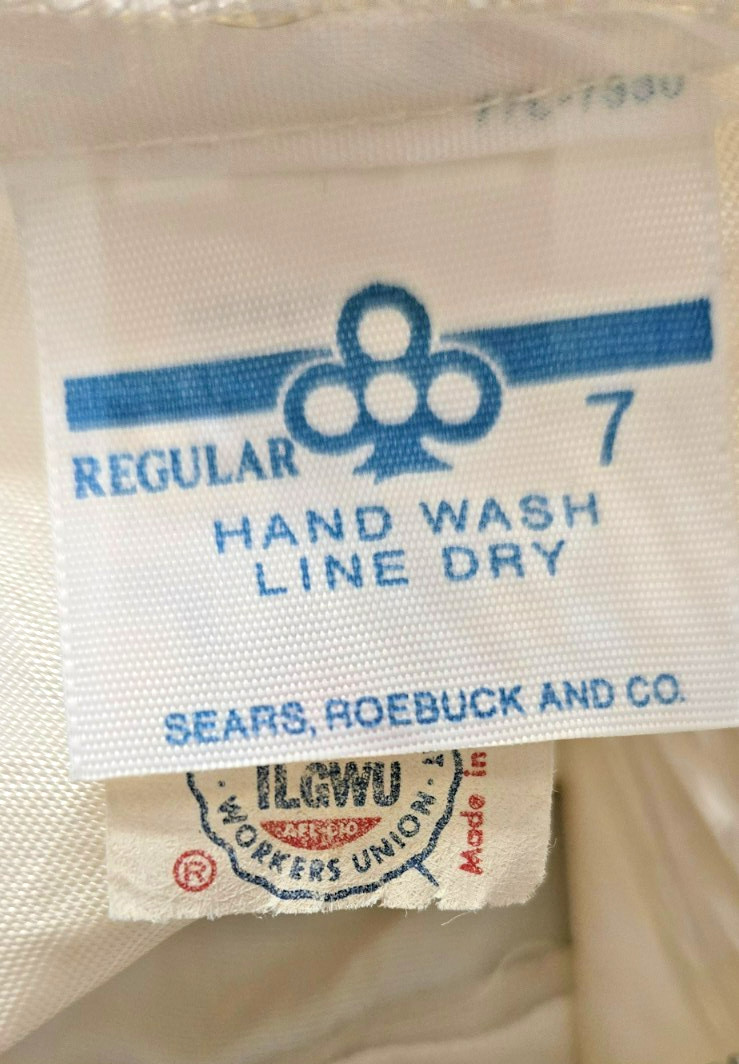 REGULAR
7
HAND WASH
LINE DRY
SEARS, ROEBUCK AND CO.
ILGWU
AFL-CIO
WORKERS UNION
®
Made in